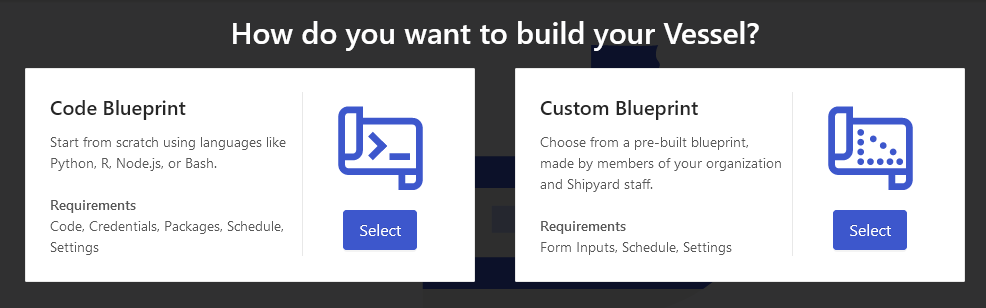 How do you want to build your Vessel?
Code Blueprint
Start from scratch using languages like
Python, R, Node.js, or Bash.
Requirements
Code, Credentials, Packages, Schedule,
Settings
Select
Custom Blueprint
Choose from a pre-built blueprint,
made by members of your organization
and Shipyard staff.
Requirements
Form Inputs, Schedule, Settings
Select